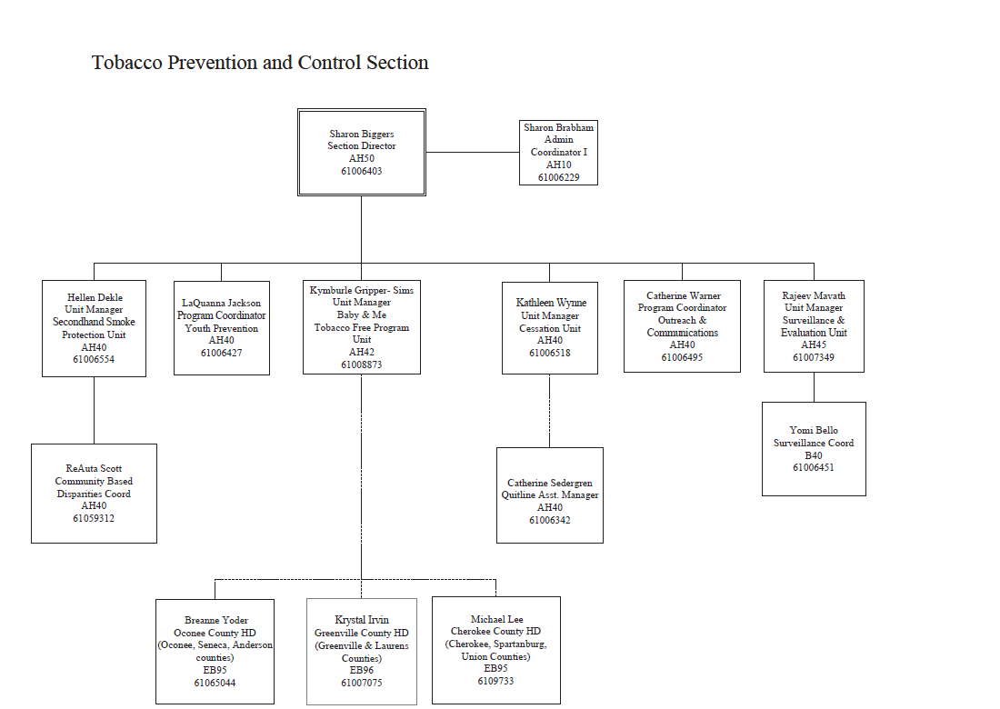 Tobacco Prevention and Control Section
Sharon Biggers
Section Director
AH50
61006403
Sharon Brabham
Admin
Coordinator I
AH10
61006229
Hellen Dekle
Unit Manager
Secondhand Smoke
Protection Unit
AH40
61006554
LaQuanna Jackson
Program Coordinator
Youth Prevention
AH40
61006427
Kymburle Gripper- Sims
Unit Manager
Baby & Me
Tobacco Free Program
Unit
AH42
61008873
Kathleen Wynne
Unit Manager
Cessation Unit
AH40
61006518
Catherine Warner
Program Coordinator
Outreach &
Communications
AH40
61006495
Rajeev Mavath
Unit Manager
Surveillance &
Evaluation Unit
AH45
61007349
ReAuta Scott
Community Based
Disparities Coord
AH40
61059312
Catherine Sedergren
Quitline Asst. Manager
AH40
61006342
Yomi Bello
Surveillance Coord
B40
61006451
Breanne Yoder
Oconee County HD
(Oconee, Seneca, Anderson
counties)
EB95
61065044
Krystal Irvin
Greenville County HD
(Greenville & Laurens
Counties)
EB96
61007075
Michael Lee
Cherokee County HD
(Cherokee, Spartanburg,
Union Counties)
EB95
6109733